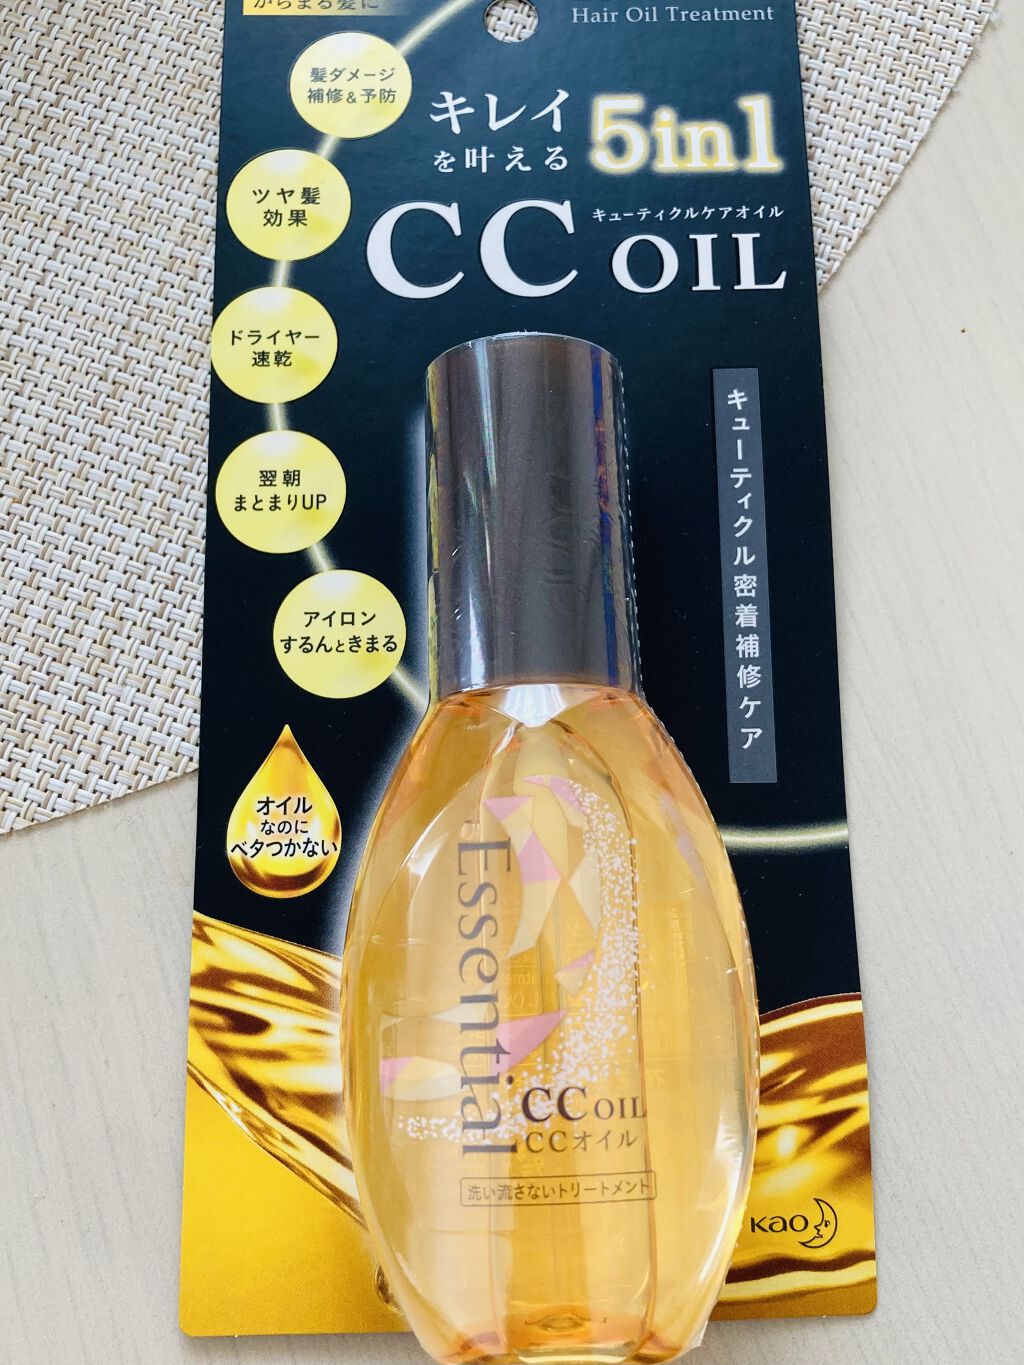 からまる髪に
Hair Oil Treatment
髪ダメージ
補修&予防
キレイ
を叶える
5in1
ツヤ髪
効果
キューティクルケアオイル
CC OIL
ドライヤー
速乾
キューティクル密着補修ケア
翌朝
まとまりUP
アイロン
するんときまる
オイル
なのに
ベタつかない
Essential
CC OIL
CCオイル
洗い流さないトリートメント
Kao